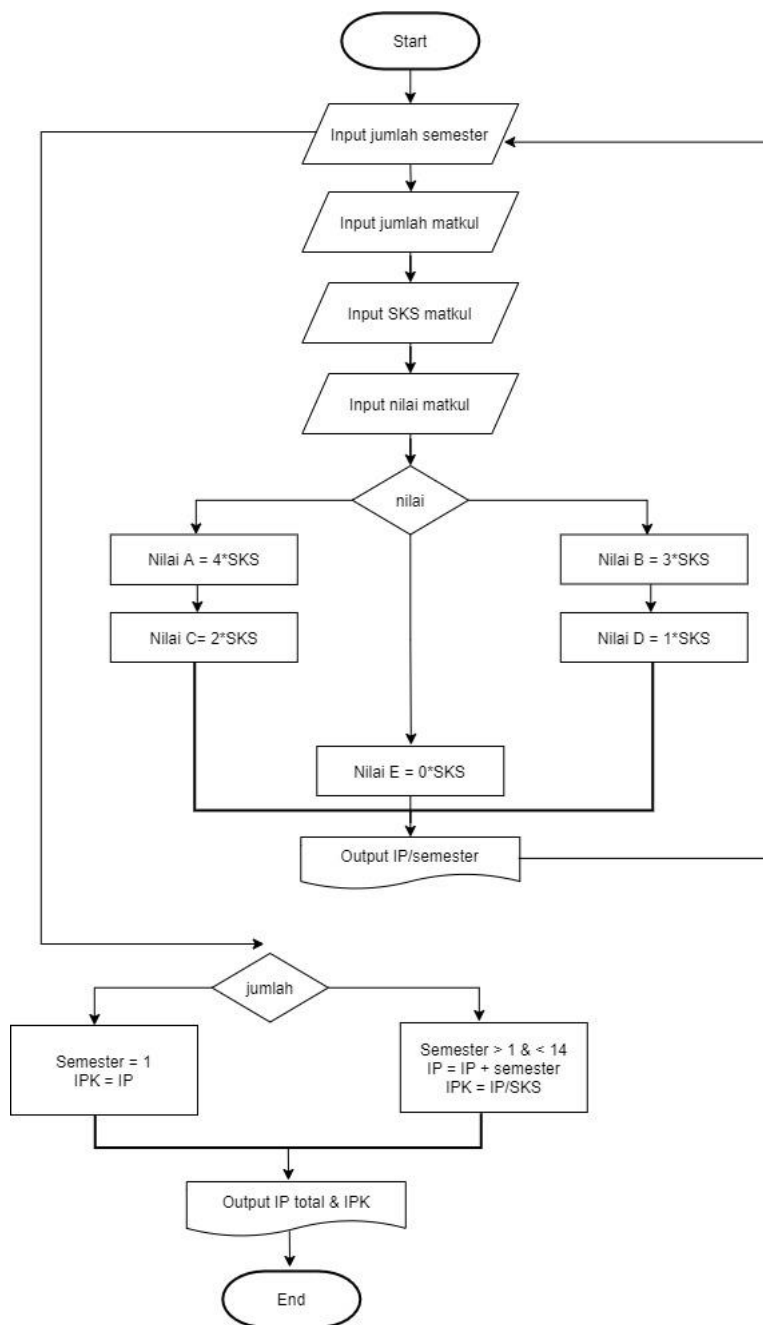 Start
Input jumlah semester
Input jumlah matkul
Input SKS matkul
Input nilai matkul
nilai
Nilai A = 4*SKS
Nilai B = 3*SKS
Nilai C= 2*SKS
Nilai D = 1*SKS
Nilai E = 0*SKS
Output IP/semester
jumlah
Semester = 1
IPK = IP
Semester > 1 & < 14
IP = IP + semester
IPK = IP/SKS
Output IP total & IPK
End